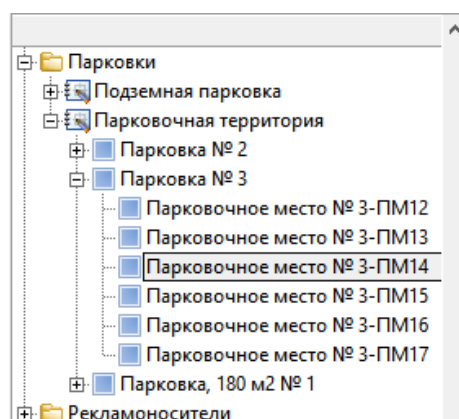 Парковки
Подземная парковка
Парковочная территория
Парковка № 2
Парковка № 3
Парковочное место № 3-ПМ12
Парковочное место № 3-ПМ13
Парковочное место № 3-ПМ14
Парковочное место № 3-ПМ15
Парковочное место № 3-ПМ16
Парковочное место № 3-ПМ17
Парковка, 180 м2 № 1
Рекламоносители